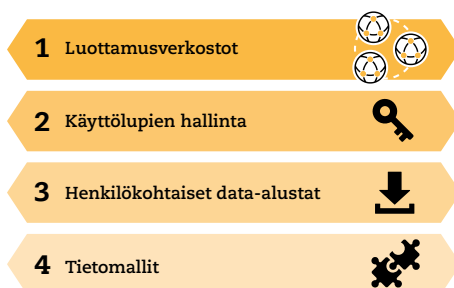 1 Luottamusverkostot
2 Käyttölupien hallinta
3 Henkilökohtaiset data-alustat
4 Tietomallit